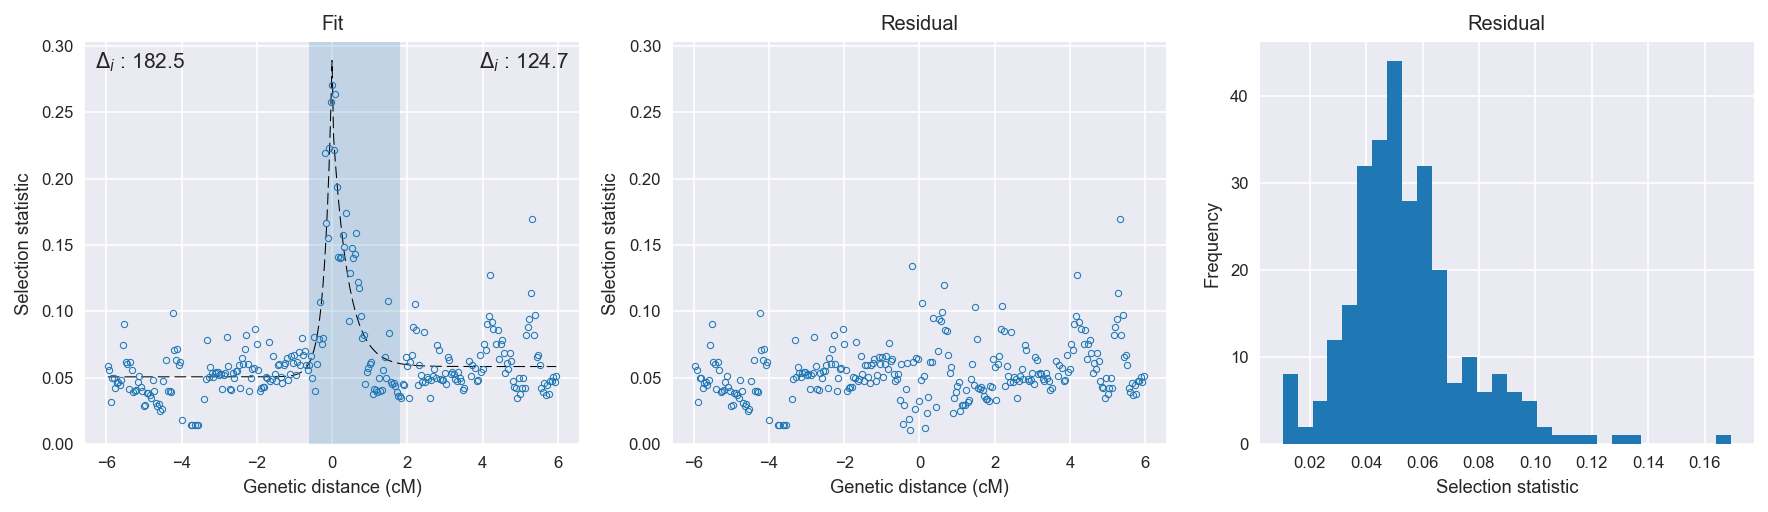 Fit
Δi : 182.5
Δi : 124.7
0.30
0.25
0.20
0.15
0.10
0.05
0.00
Selection statistic
−6 −4 −2 0 2 4 6
Genetic distance (cM)
Residual
0.30
0.25
0.20
0.15
0.10
0.05
0.00
Selection statistic
−6 −4 −2 0 2 4 6
Genetic distance (cM)
Residual
40
30
20
10
0
Frequency
0.02 0.04 0.06 0.08 0.10 0.12 0.14 0.16
Selection statistic